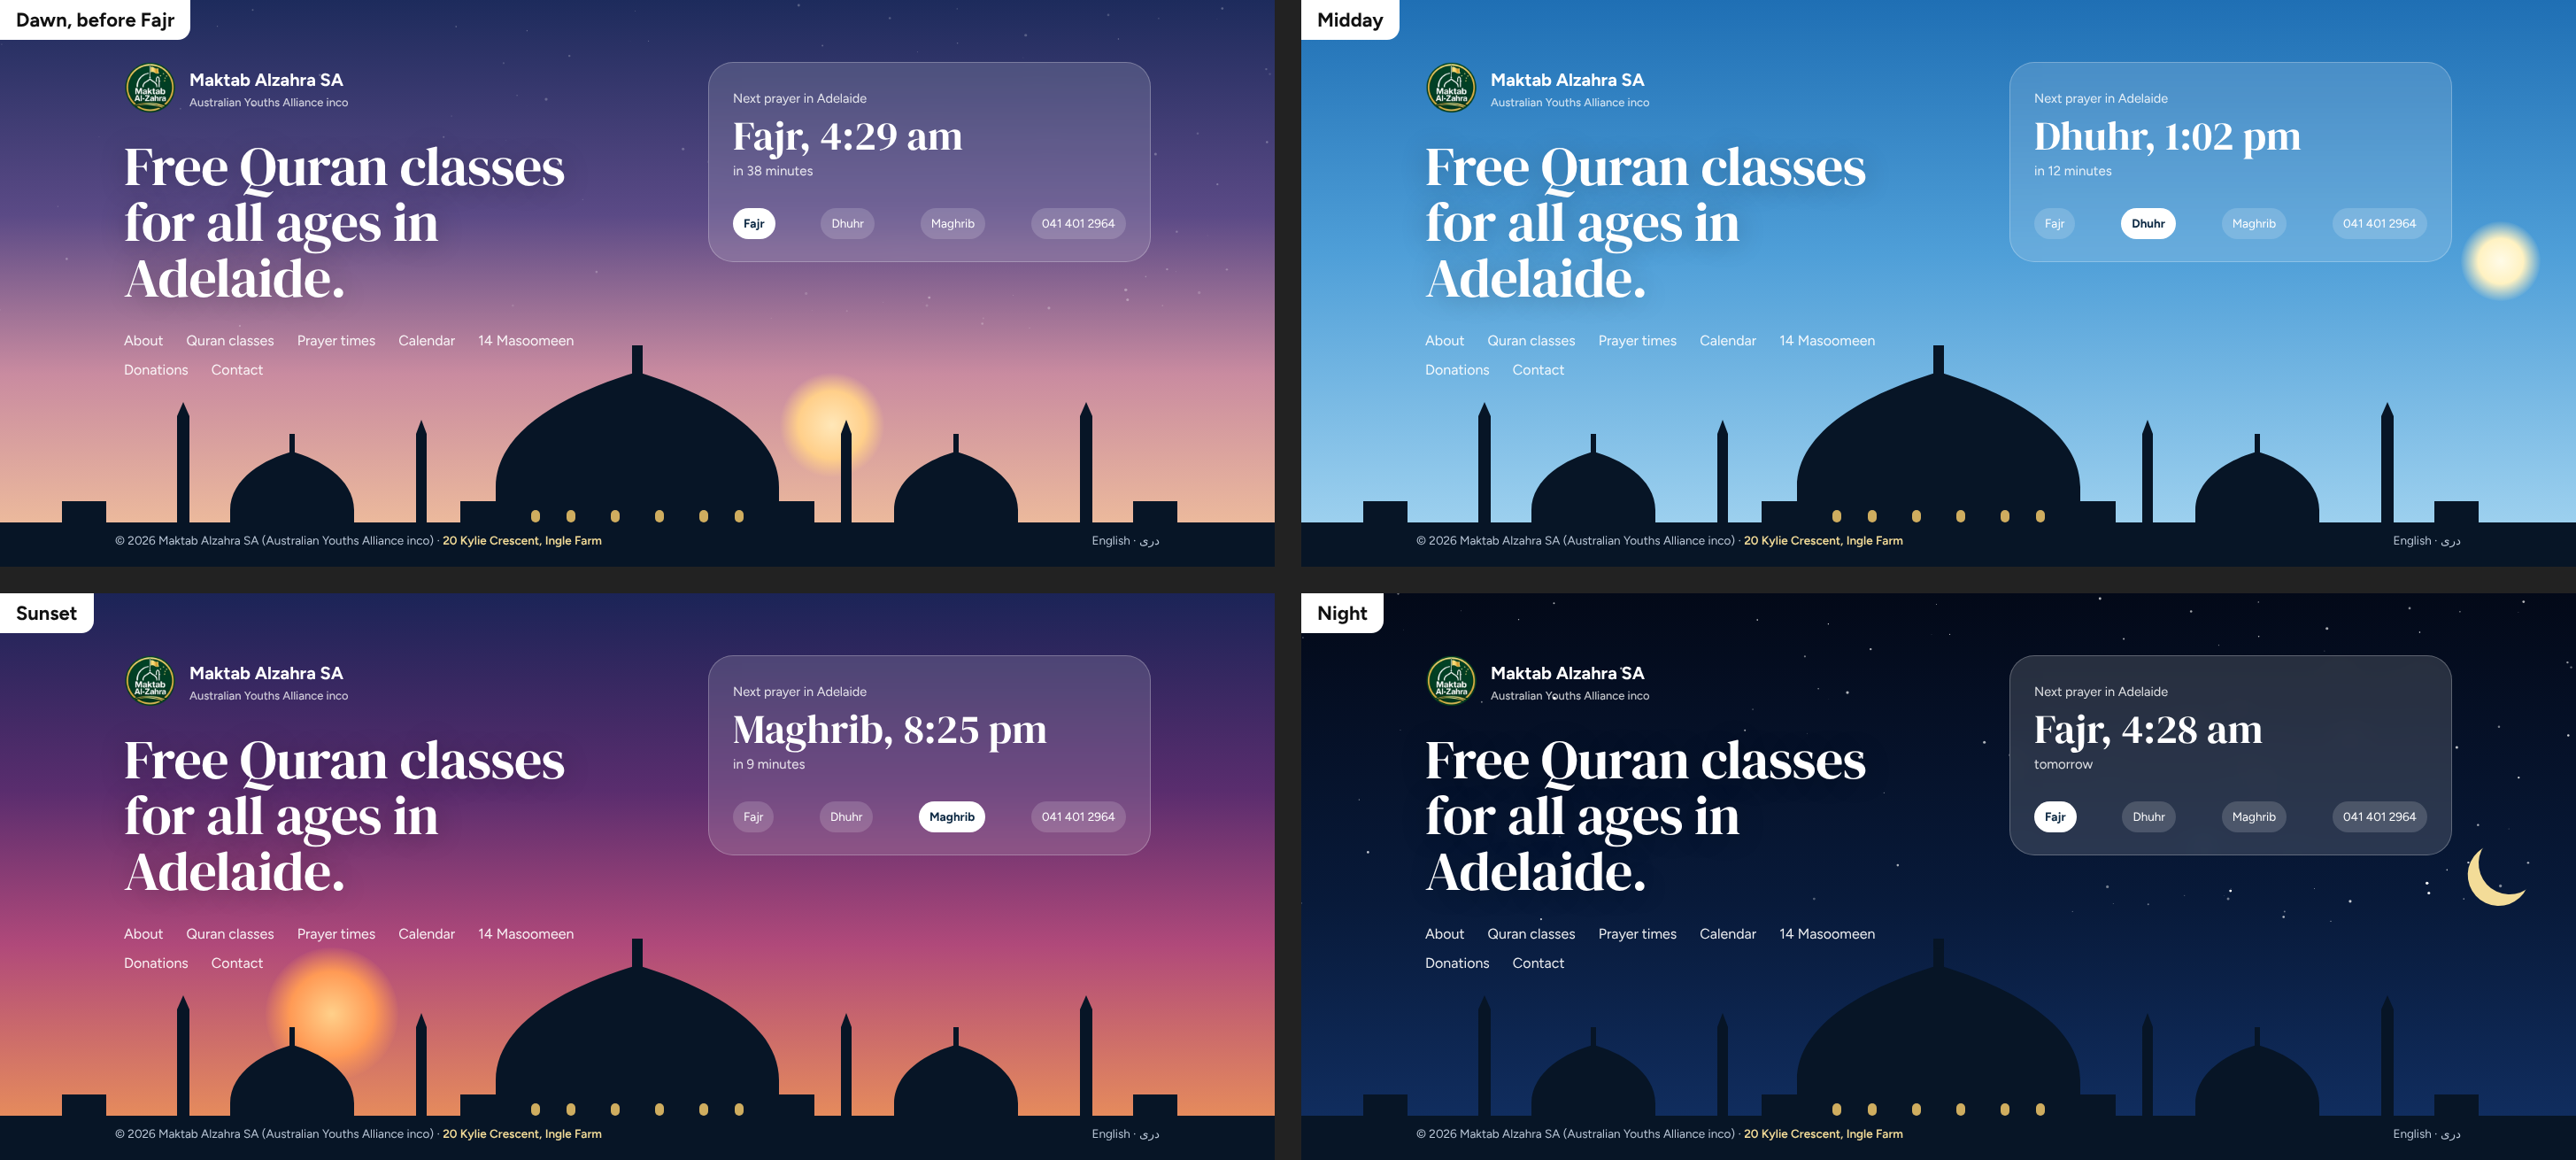 Dawn, before Fajr
Maktab
Al-Zahra
Maktab Alzahra SA
Australian Youths Alliance inco
Free Quran classes
for all ages in
Adelaide.
About Quran classes Prayer times Calendar 14 Masoomeen
Donations Contact
Next prayer in Adelaide
Fajr, 4:29 am
in 38 minutes
Fajr Dhuhr Maghrib 041 401 2964
© 2026 Maktab Alzahra SA (Australian Youths Alliance inco) · 20 Kylie Crescent, Ingle Farm
English · دری
Midday
Maktab
Al-Zahra
Maktab Alzahra SA
Australian Youths Alliance inco
Free Quran classes
for all ages in
Adelaide.
About Quran classes Prayer times Calendar 14 Masoomeen
Donations Contact
Next prayer in Adelaide
Dhuhr, 1:02 pm
in 12 minutes
Fajr Dhuhr Maghrib 041 401 2964
© 2026 Maktab Alzahra SA (Australian Youths Alliance inco) · 20 Kylie Crescent, Ingle Farm
English · دری
Sunset
Maktab
Al-Zahra
Maktab Alzahra SA
Australian Youths Alliance inco
Free Quran classes
for all ages in
Adelaide.
About Quran classes Prayer times Calendar 14 Masoomeen
Donations Contact
Next prayer in Adelaide
Maghrib, 8:25 pm
in 9 minutes
Fajr Dhuhr Maghrib 041 401 2964
© 2026 Maktab Alzahra SA (Australian Youths Alliance inco) · 20 Kylie Crescent, Ingle Farm
English · دری
Night
Maktab
Al-Zahra
Maktab Alzahra SA
Australian Youths Alliance inco
Free Quran classes
for all ages in
Adelaide.
About Quran classes Prayer times Calendar 14 Masoomeen
Donations Contact
Next prayer in Adelaide
Fajr, 4:28 am
tomorrow
Fajr Dhuhr Maghrib 041 401 2964
© 2026 Maktab Alzahra SA (Australian Youths Alliance inco) · 20 Kylie Crescent, Ingle Farm
English · دری